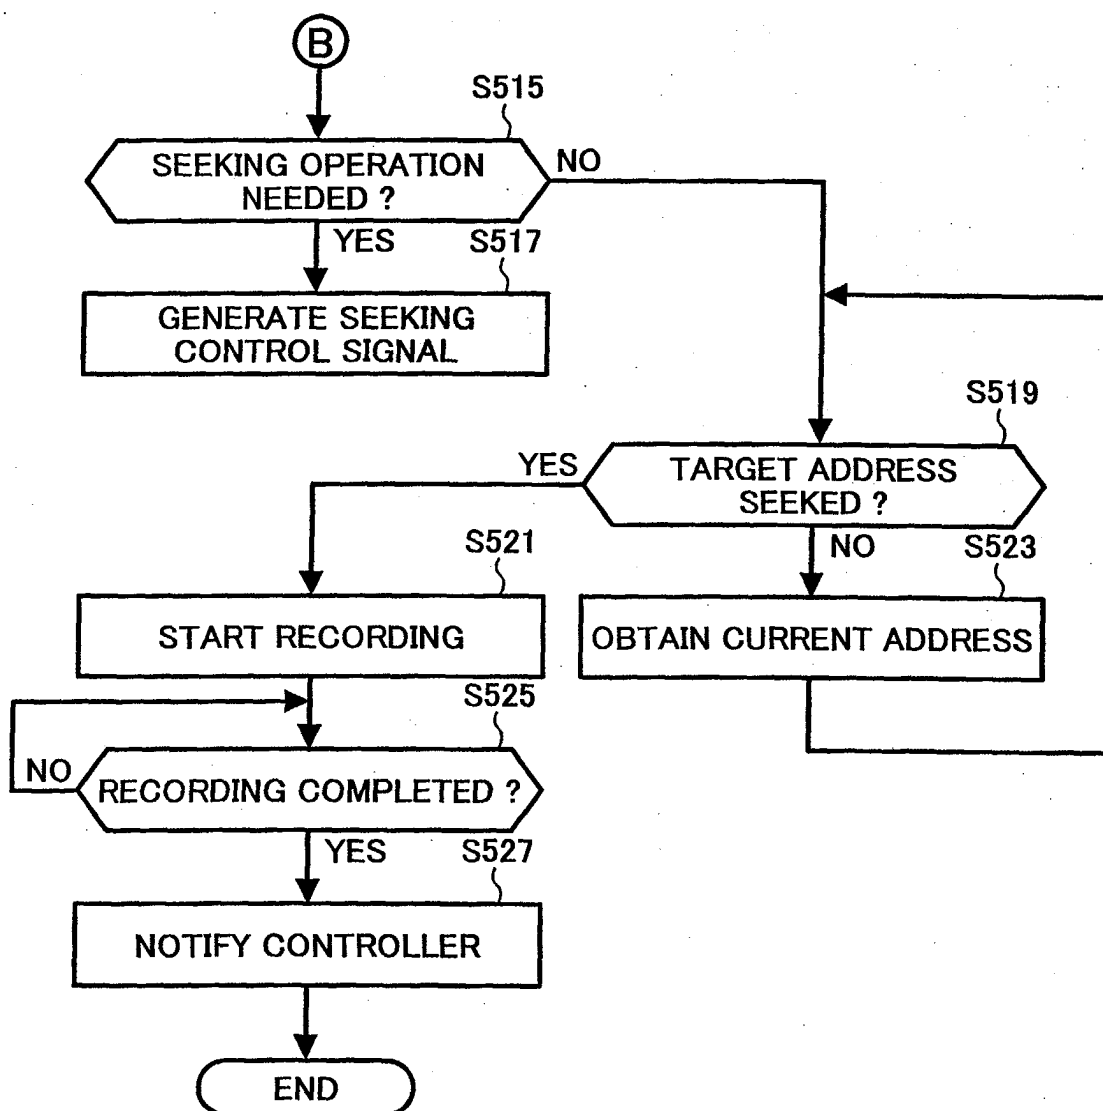 B
S515
SEEKING OPERATION
NEEDED ?
NO
YES
S517
GENERATE SEEKING
CONTROL SIGNAL
S519
TARGET ADDRESS
SEEKED ?
YES
NO
S521
S523
START RECORDING
OBTAIN CURRENT ADDRESS
S525
NO
RECORDING COMPLETED ?
YES
S527
NOTIFY CONTROLLER
END